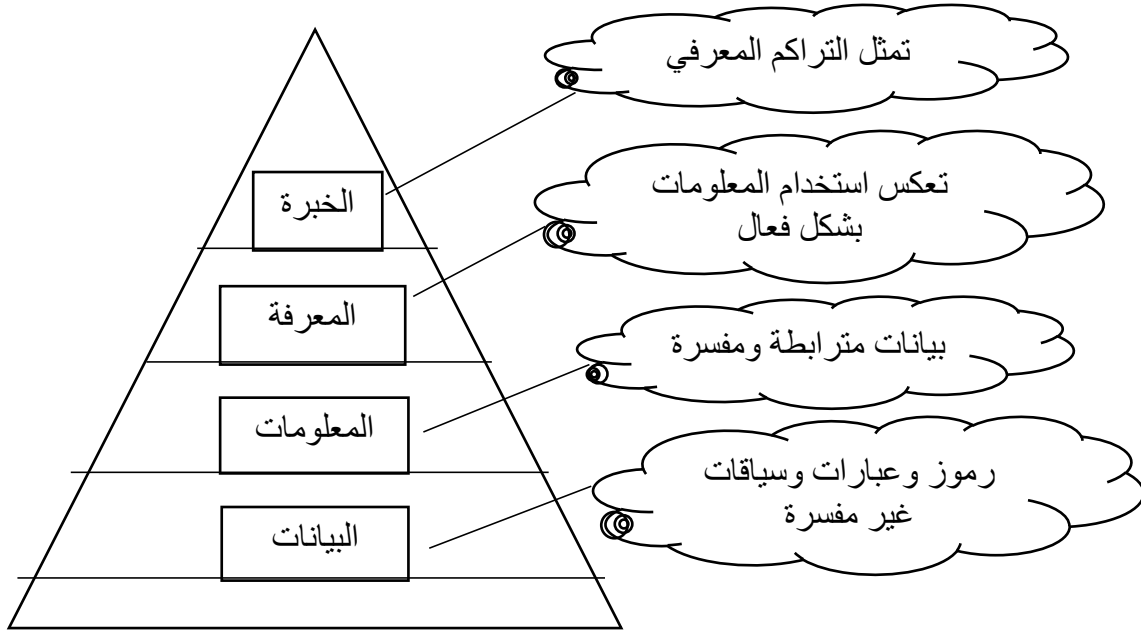 تمثل التراكم المعرفي
الخبرة
تعكس استخدام المعلومات
بشكل فعال
المعرفة
بيانات مترابطة ومفسرة
المعلومات
رموز وعبارات وسياقات
غير مفسرة
البيانات